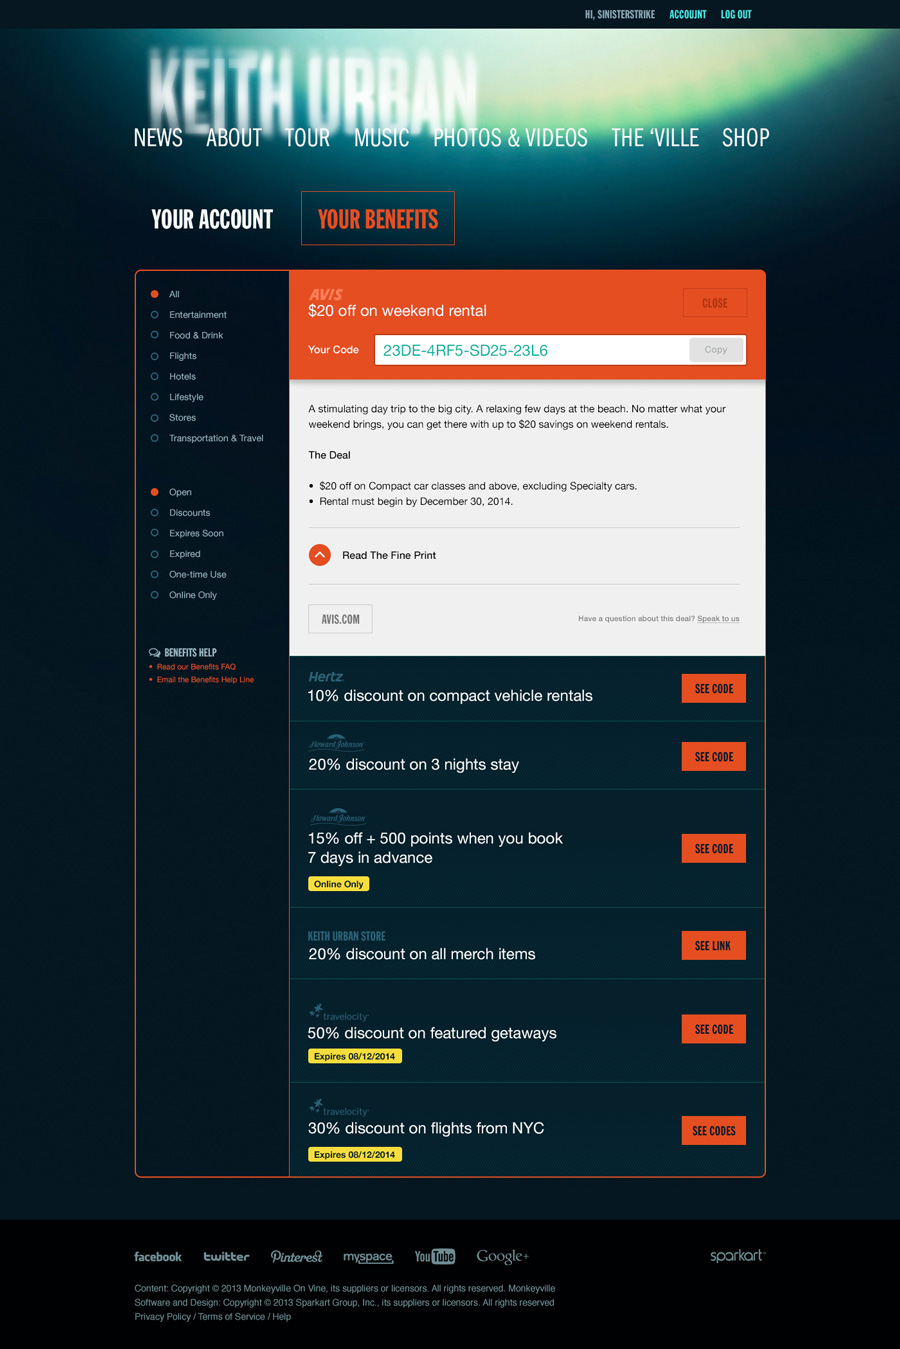 HI, SINISTERSTRIKE ACCOUJNT LOG OUT
KEITH URBAN
NEWS ABOUT TOUR MUSIC PHOTOS & VIDEOS THE ‘VILLE SHOP
YOUR ACCOUNT YOUR BENEFITS
All
Entertainment
Food & Drink
Flights
Hotels
Lifestyle
Stores
Transportation & Travel
Open
Discounts
Expires Soon
Expired
One-time Use
Online Only
BENEFITS HELP
• Read our Benefits FAQ
• Email the Benefits Help Line
AVIS
$20 off on weekend rental
CLOSE
Your Code 23DE-4RF5-SD25-23L6 Copy
A stimulating day trip to the big city. A relaxing few days at the beach. No matter what your
weekend brings, you can get there with up to $20 savings on weekend rentals.
The Deal
• $20 off on Compact car classes and above, excluding Specialty cars.
• Rental must begin by December 30, 2014.
Read The Fine Print
AVIS.COM Have a question about this deal? Speak to us
Hertz
10% discount on compact vehicle rentals
SEE CODE
Howard Johnson
20% discount on 3 nights stay
SEE CODE
Howard Johnson
15% off + 500 points when you book
7 days in advance
Online Only
SEE CODE
KEITH URBAN STORE
20% discount on all merch items
SEE LINK
travelocity
50% discount on featured getaways
Expires 08/12/2014
SEE CODE
travelocity
30% discount on flights from NYC
Expires 08/12/2014
SEE CODES
facebook twitter Pinterest myspace YouTube Google+ sparkart
Content: Copyright © 2013 Monkeyville On Vine, its suppliers or licensors. All rights reserved. Monkeyville
Software and Design: Copyright © 2013 Sparkart Group, Inc., its suppliers or licensors. All rights reserved
Privacy Policy / Terms of Service / Help